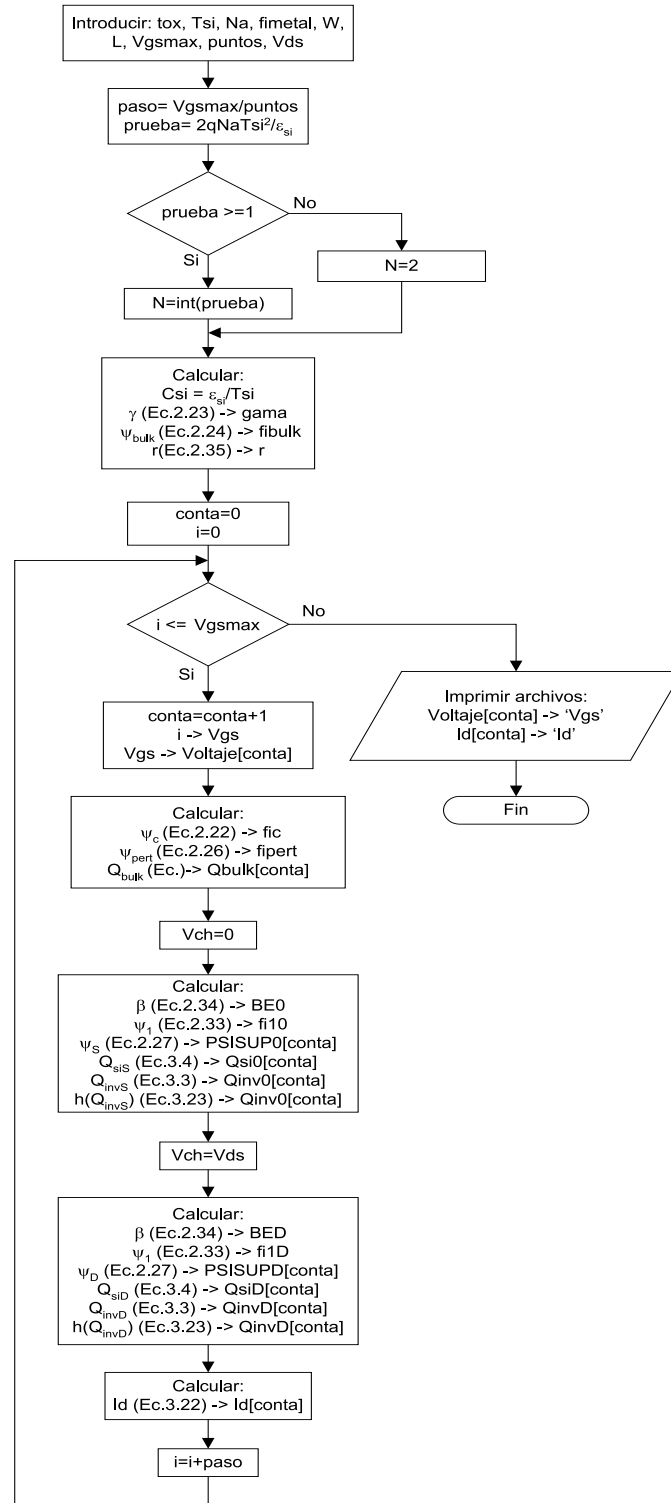 Introducir: tox, Tsi, Na, fimetal, W,
L, Vgsmax, puntos, Vds
paso= Vgsmax/puntos
prueba= 2qNaTsi²/εsi
prueba >=1
No
Si
N=2
N=int(prueba)
Calcular:
Csi = εsi/Tsi
γ (Ec.2.23) -> gama
ψbulk (Ec.2.24) -> fibulk
r(Ec.2.35) -> r
conta=0
i=0
i <= Vgsmax
No
Si
Imprimir archivos:
Voltaje[conta] -> ‘Vgs’
Id[conta] -> ‘Id’
Fin
conta=conta+1
i -> Vgs
Vgs -> Voltaje[conta]
Calcular:
ψc (Ec.2.22) -> fic
ψpert (Ec.2.26) -> fipert
Qbulk (Ec.)-> Qbulk[conta]
Vch=0
Calcular:
β (Ec.2.34) -> BE0
ψ1 (Ec.2.33) -> fi10
ψS (Ec.2.27) -> PSISUP0[conta]
QsiS (Ec.3.4) -> Qsi0[conta]
QinvS (Ec.3.3) -> Qinv0[conta]
h(QinvS) (Ec.3.23) -> Qinv0[conta]
Vch=Vds
Calcular:
β (Ec.2.34) -> BED
ψ1 (Ec.2.33) -> fi1D
ψD (Ec.2.27) -> PSISUPD[conta]
QsiD (Ec.3.4) -> QsiD[conta]
QinvD (Ec.3.3) -> QinvD[conta]
h(QinvD) (Ec.3.23) -> QinvD[conta]
Calcular:
Id (Ec.3.22) -> Id[conta]
i=i+paso